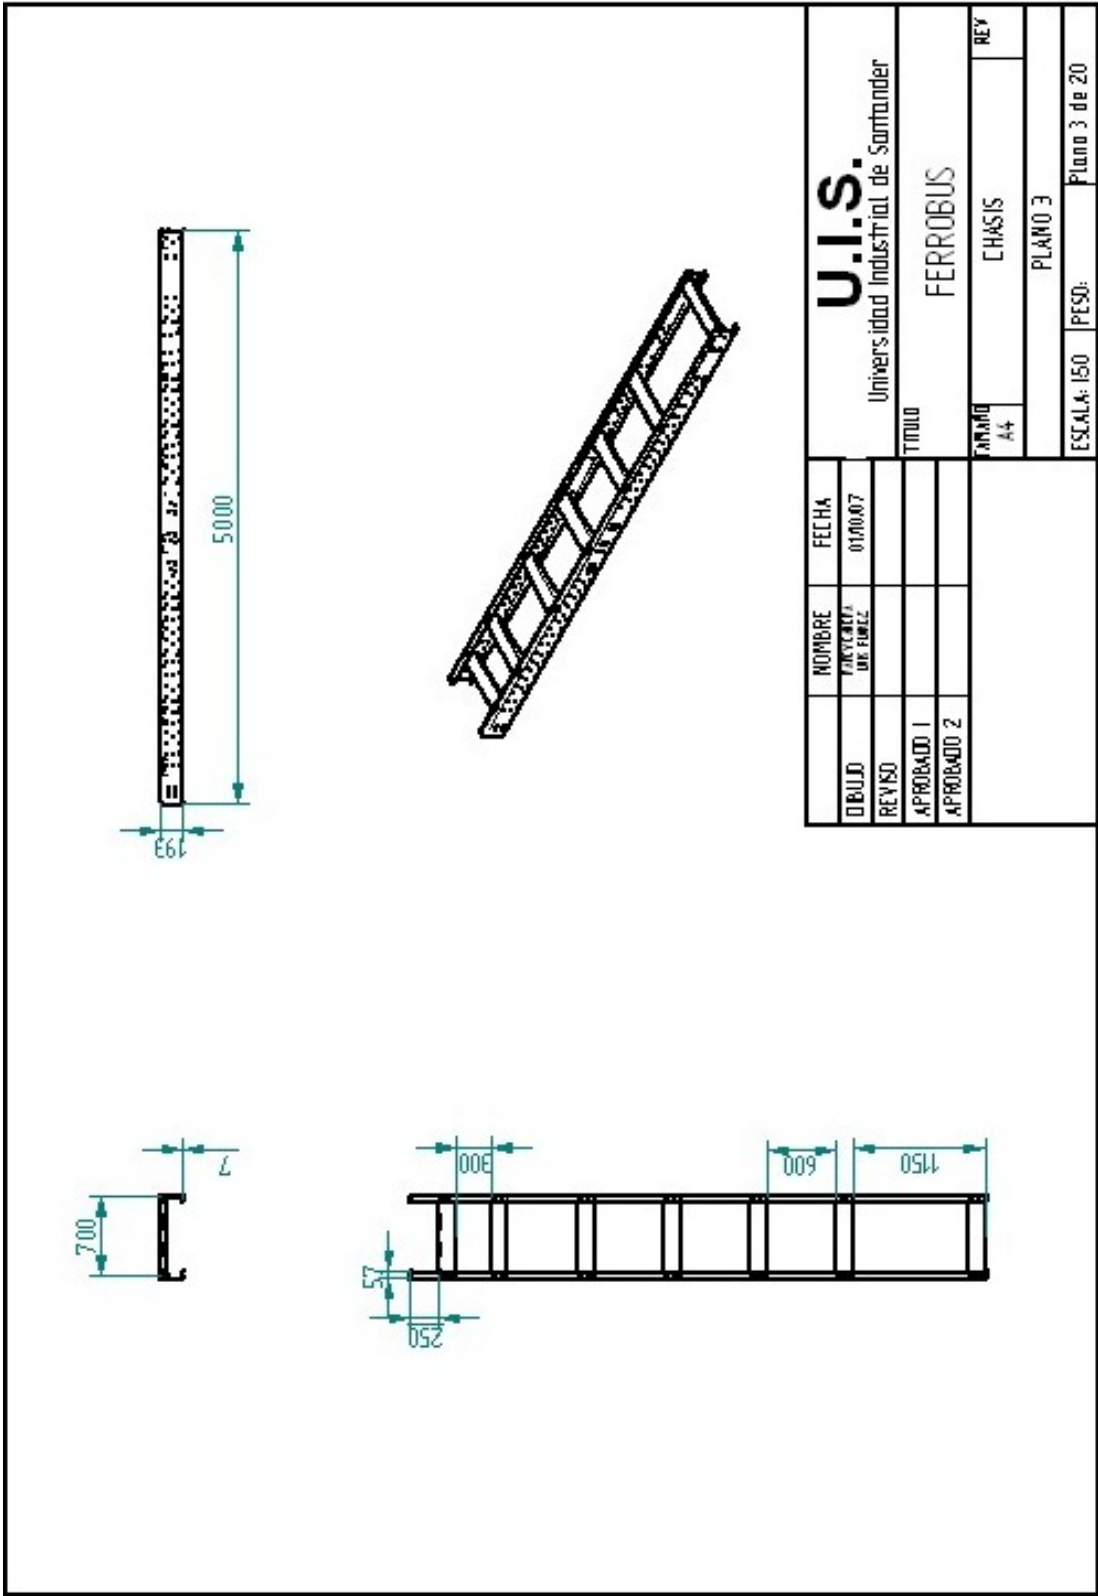 5000
193
700
7
57
250
300
600
1150
U.I.S.
Universidad Industrial de Santander
NOMBRE FECHA
DIBUJO 01/10/07
REVISO
APROBADO 1
APROBADO 2
TITULO
FERROBUS
TAMAÑO
A4
CHASIS
REV
PLANO 3
ESCALA: 1:50 PESO: Plano 3 de 20